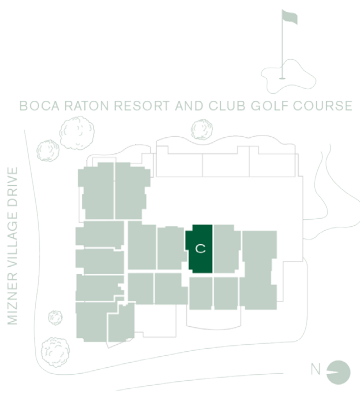 BOCA RATON RESORT AND CLUB GOLF COURSE
MIZNER VILLAGE DRIVE
C
N